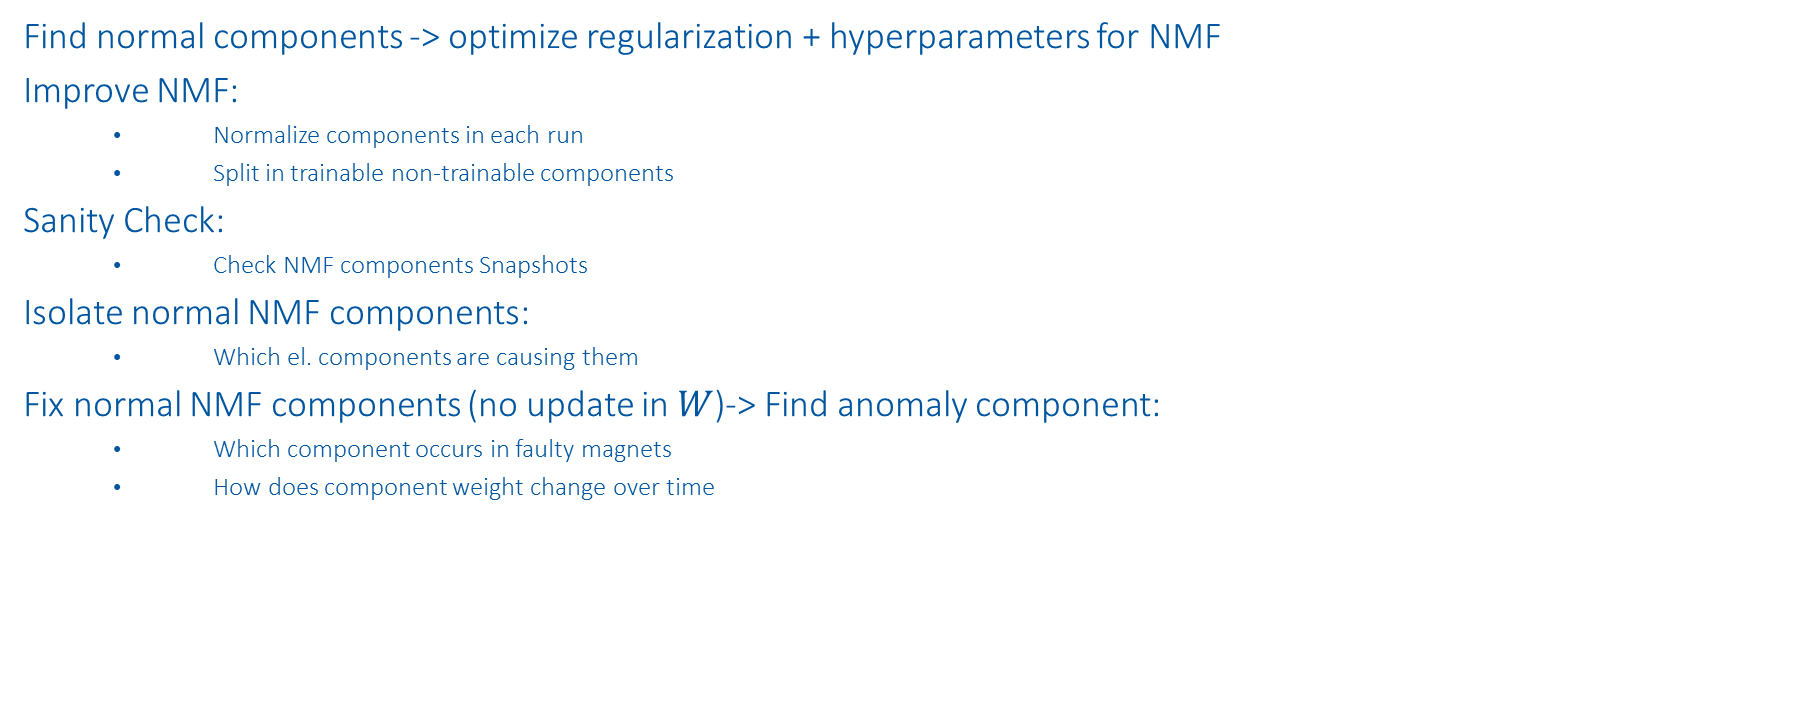 Find normal components -> optimize regularization + hyperparameters for NMF
Improve NMF:
• Normalize components in each run
• Split in trainable non-trainable components
Sanity Check:
• Check NMF components Snapshots
Isolate normal NMF components:
• Which el. components are causing them
Fix normal NMF components (no update in W)-> Find anomaly component:
• Which component occurs in faulty magnets
• How does component weight change over time